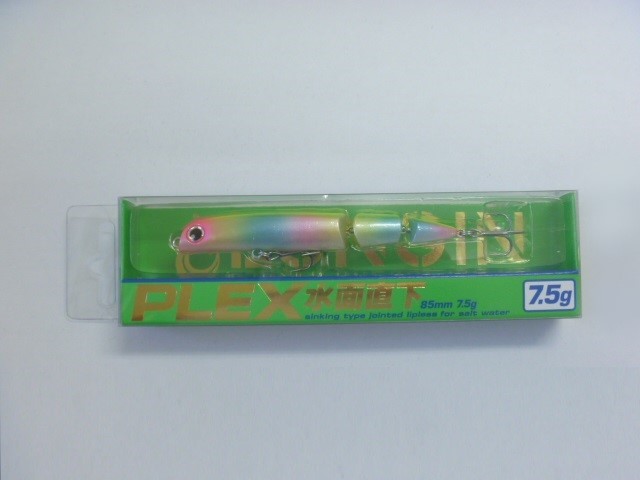 PLEX 水面直下 85mm 7.5g
sinking type jointed lipless for salt water
7.5g